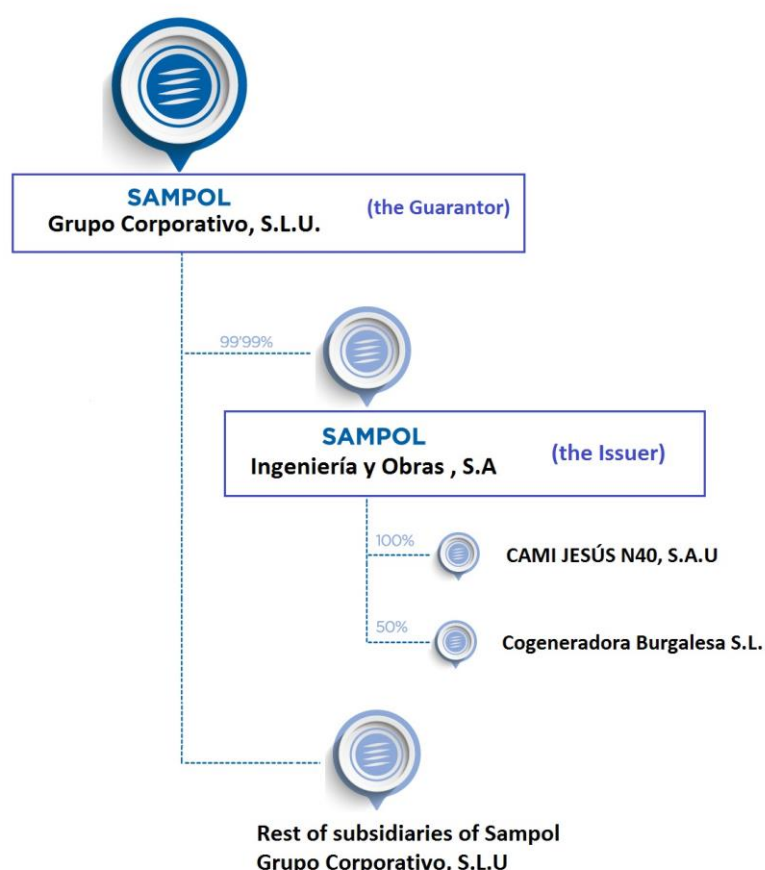 SAMPOL
Grupo Corporativo, S.L.U.
(the Guarantor)
99'99%
SAMPOL
Ingeniería y Obras , S.A
(the Issuer)
100%
CAMI JESÚS N40, S.A.U
50%
Cogeneradora Burgalesa S.L.
Rest of subsidiaries of Sampol
Grupo Corporativo. S.L.U